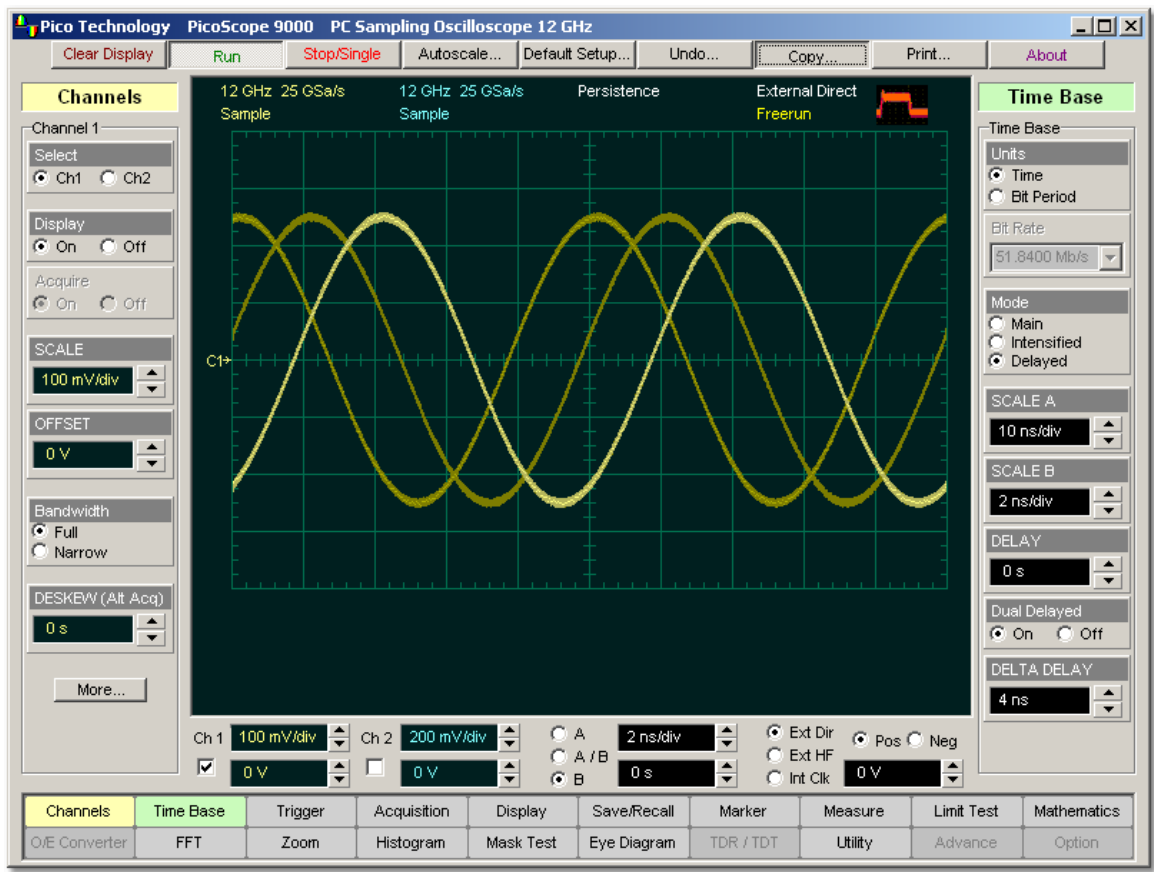 Pico Technology PicoScope 9000 PC Sampling Oscilloscope 12 GHz
Clear Display Run Stop/Single Autoscale... Default Setup... Undo... Copy... Print... About
Channels
Channel 1
Select
Ch1 Ch2
Display
On Off
Acquire
On Off
SCALE
100 mV/div
OFFSET
0 V
Bandwidth
Full
Narrow
DESKEW (Alt Acq)
0 s
More...
12 GHz 25 GSa/s 12 GHz 25 GSa/s Persistence External Direct
Sample Sample Freerun
C1
Time Base
Time Base
Units
Time
Bit Period
Bit Rate
51.8400 Mb/s
Mode
Main
Intensified
Delayed
SCALE A
10 ns/div
SCALE B
2 ns/div
DELAY
0 s
Dual Delayed
On Off
DELTA DELAY
4 ns
Ch 1 100 mV/div Ch 2 200 mV/div A 2 ns/div Ext Dir Pos Neg
A / B Ext HF
0 V 0 V B 0 s Int Clk 0 V
Channels Time Base Trigger Acquisition Display Save/Recall Marker Measure Limit Test Mathematics
O/E Converter FFT Zoom Histogram Mask Test Eye Diagram TDR / TDT Utility Advance Option